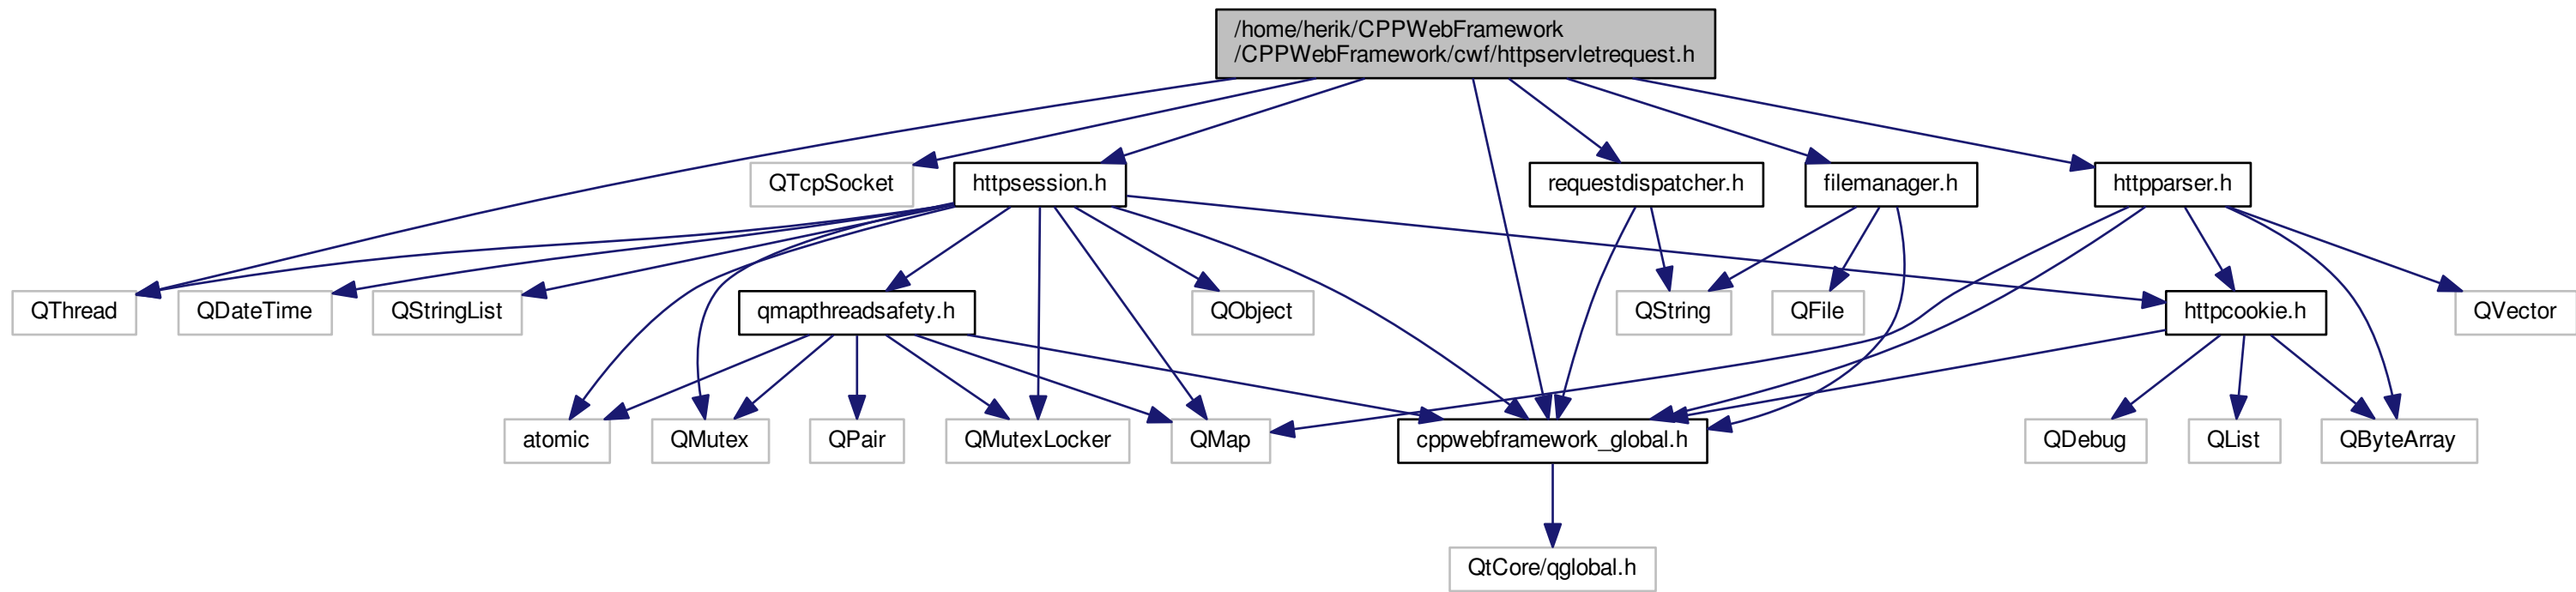 /home/herik/CPPWebFramework
/CPPWebFramework/cwf/httpservletrequest.h
QTcpSocket
httpsession.h
requestdispatcher.h
filemanager.h
httpparser.h
QThread
QDateTime
QStringList
qmapthreadsafety.h
QObject
QString
QFile
httpcookie.h
QVector
atomic
QMutex
QPair
QMutexLocker
QMap
cppwebframework_global.h
QDebug
QList
QByteArray
QtCore/qglobal.h